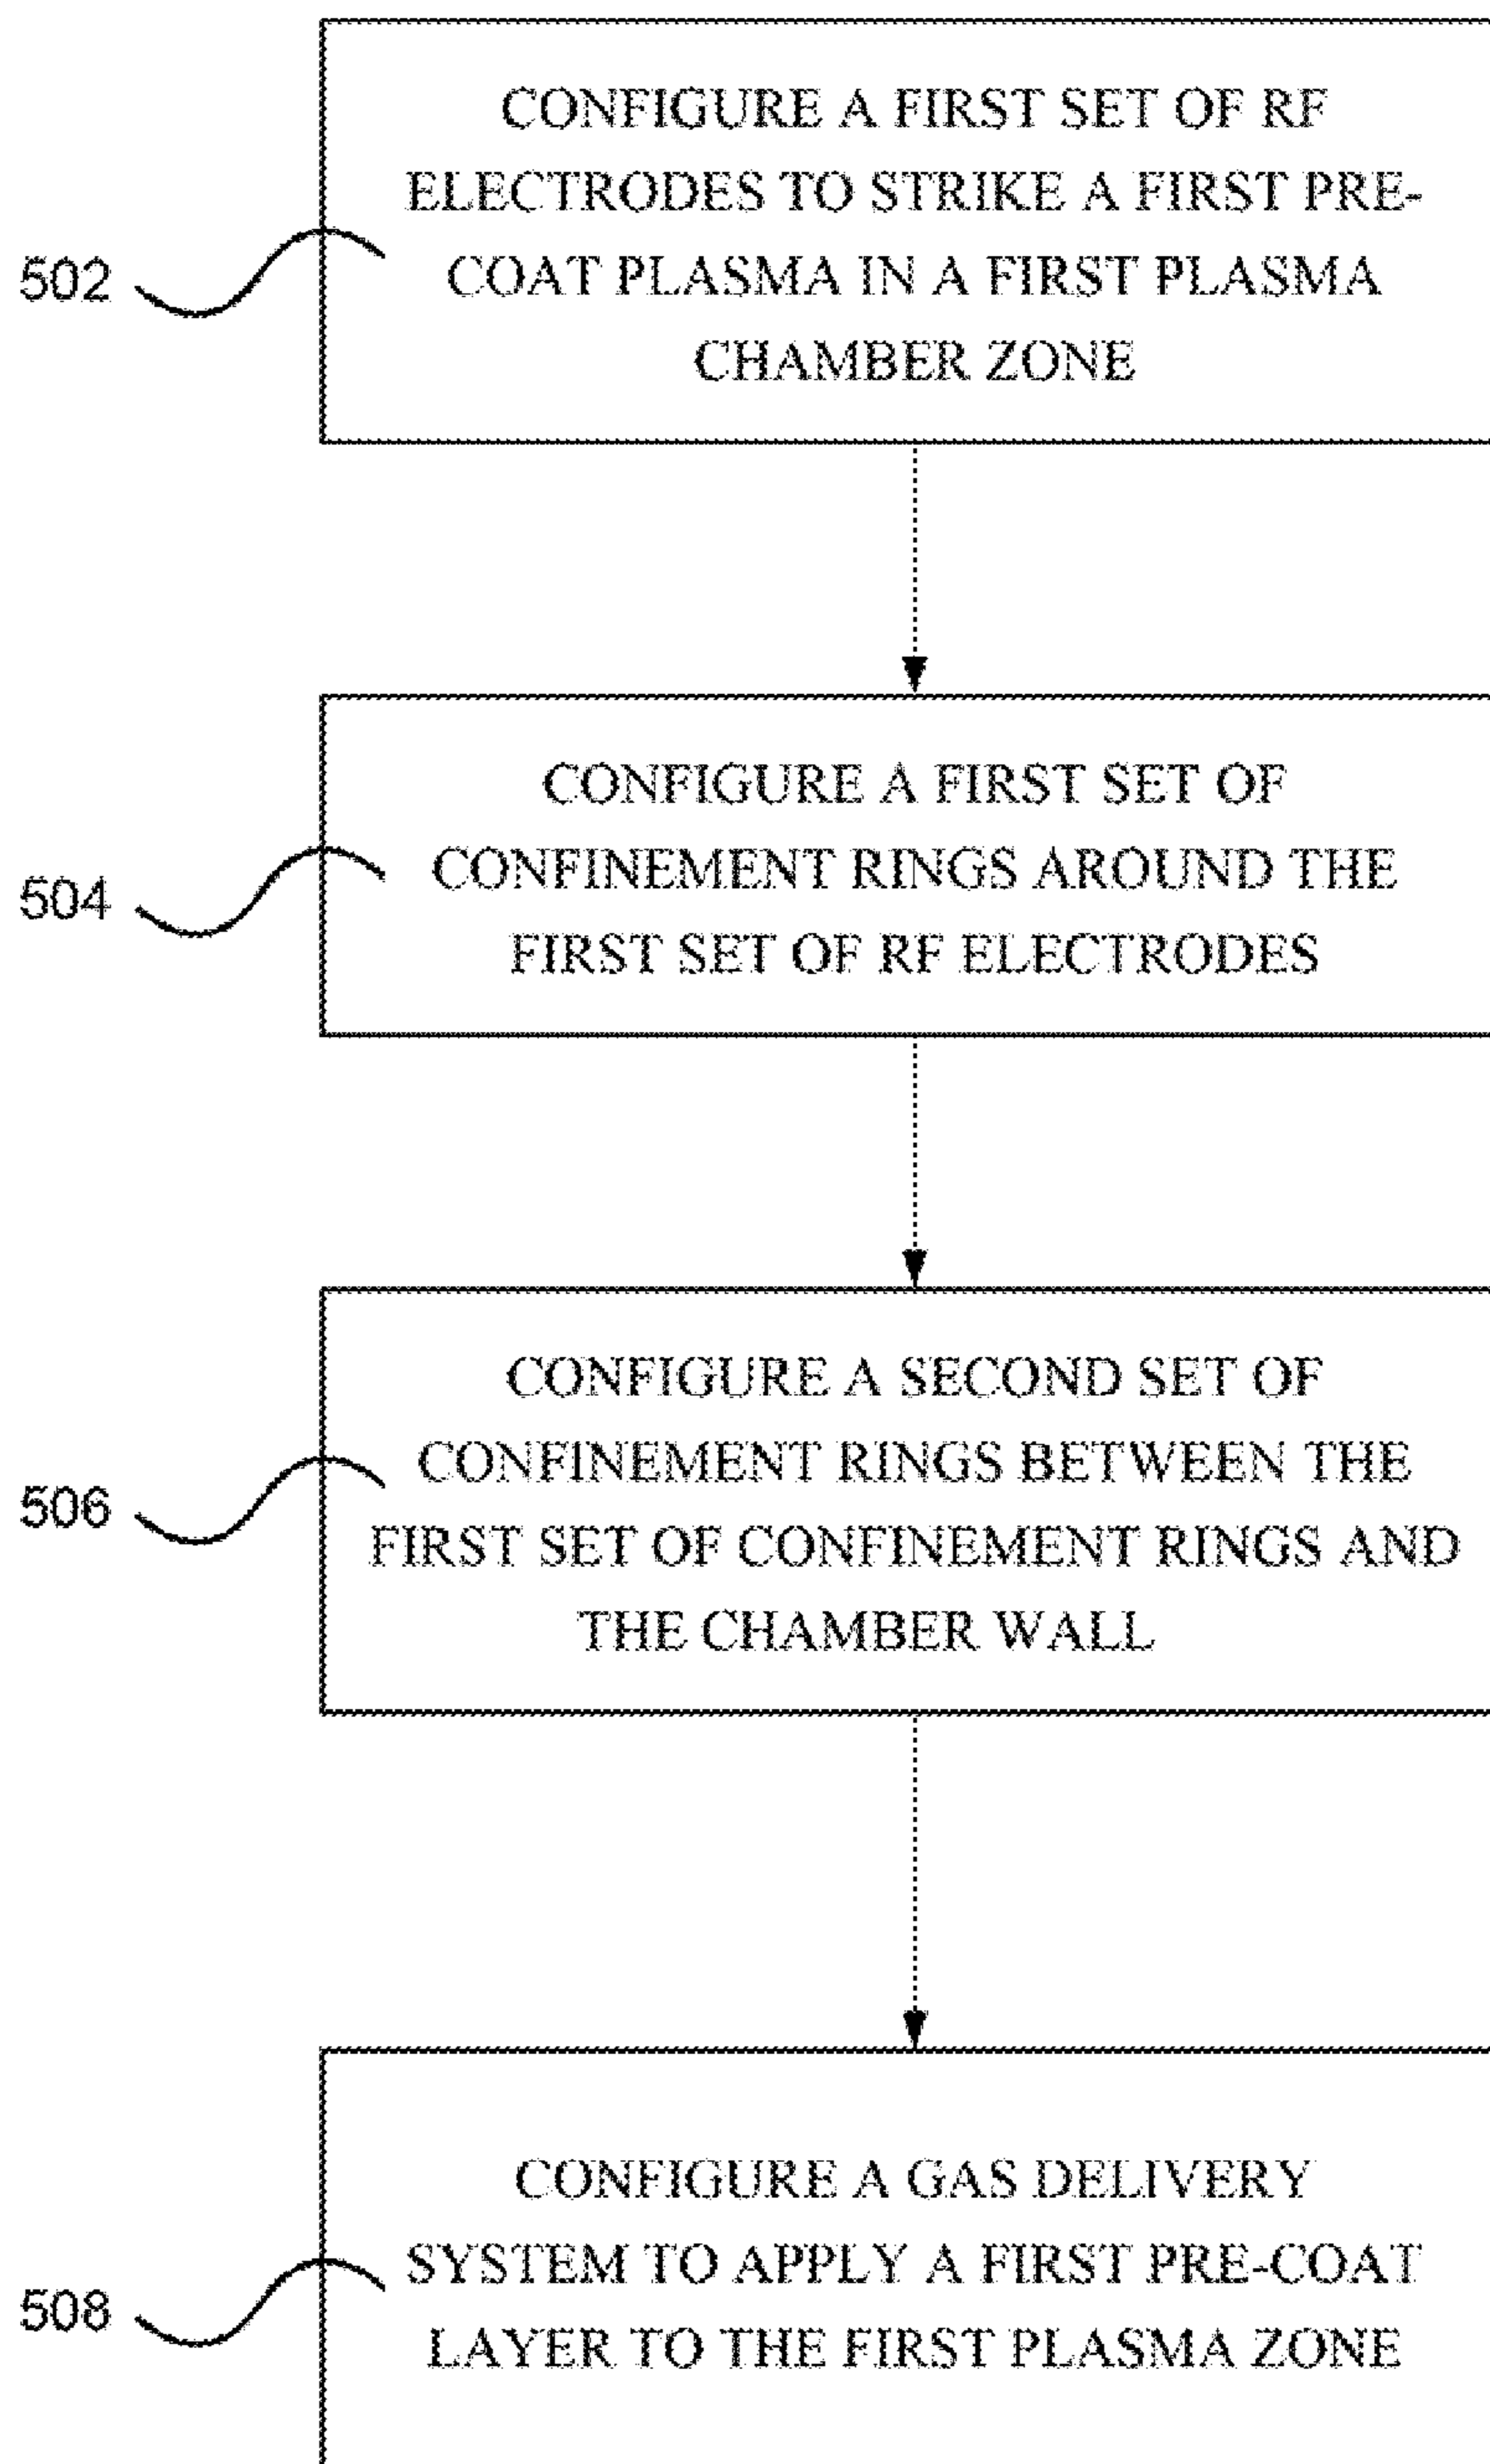 CONFIGURE A FIRST SET OF RF
ELECTRODES TO STRIKE A FIRST PRE-
COAT PLASMA IN A FIRST PLASMA
CHAMBER ZONE
502
CONFIGURE A FIRST SET OF
CONFINEMENT RINGS AROUND THE
FIRST SET OF RF ELECTRODES
504
CONFIGURE A SECOND SET OF
CONFINEMENT RINGS BETWEEN THE
FIRST SET OF CONFINEMENT RINGS AND
THE CHAMBER WALL
506
CONFIGURE A GAS DELIVERY
SYSTEM TO APPLY A FIRST PRE-COAT
LAYER TO THE FIRST PLASMA ZONE
508